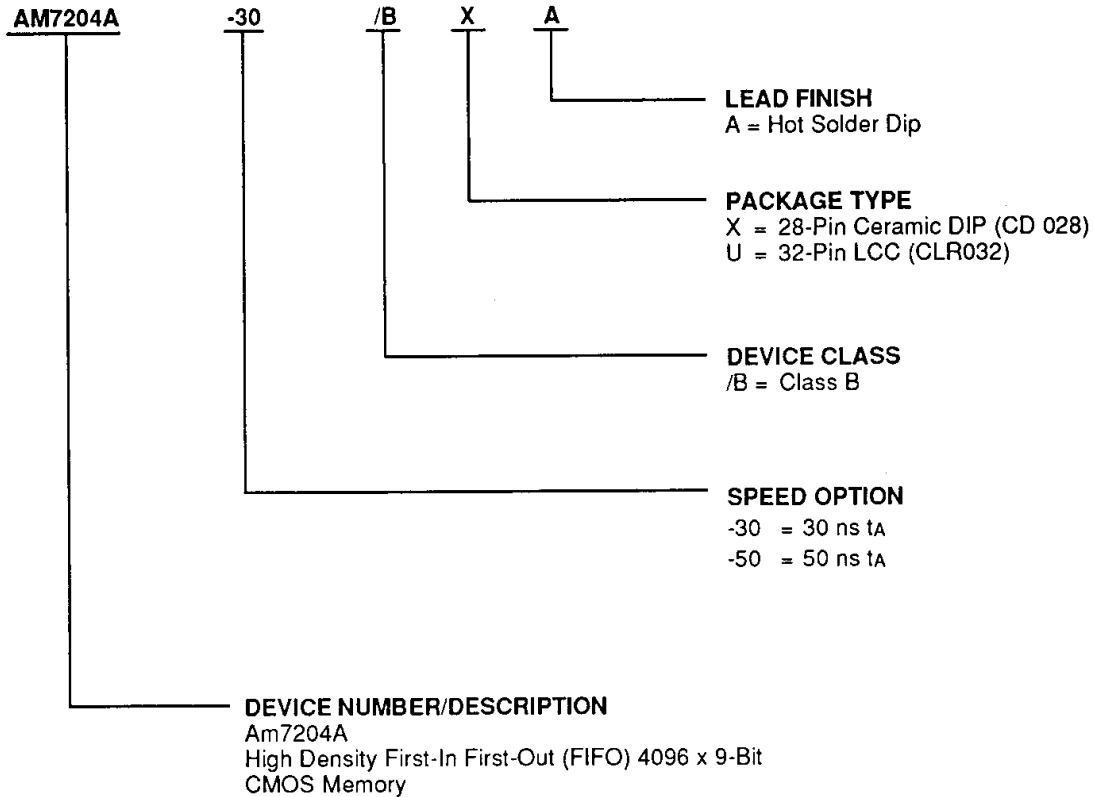 AM7204A -30 /B X A
LEAD FINISH
A = Hot Solder Dip
PACKAGE TYPE
X = 28-Pin Ceramic DIP (CD 028)
U = 32-Pin LCC (CLR032)
DEVICE CLASS
/B = Class B
SPEED OPTION
-30 = 30 ns tA
-50 = 50 ns tA
DEVICE NUMBER/DESCRIPTION
Am7204A
High Density First-In First-Out (FIFO) 4096 x 9-Bit
CMOS Memory